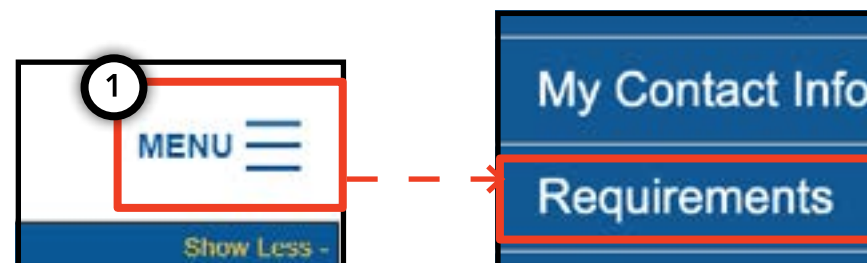 1
MENU
Show Less -
My Contact Info
Requirements